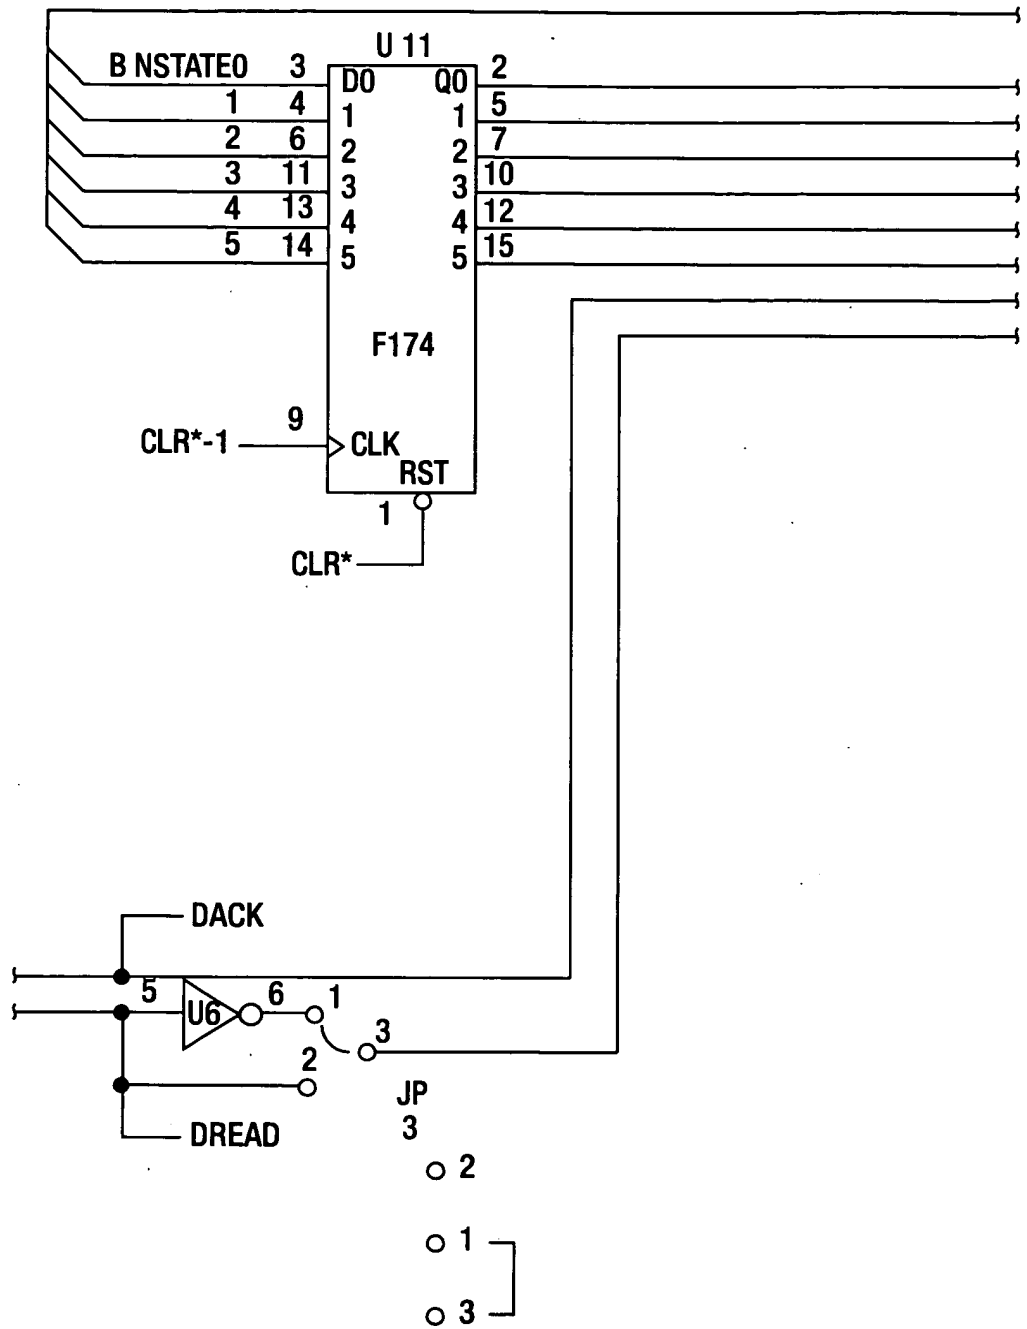 U 11
B NSTATE0 3 D0 Q0 2
1 4 1 1 5
2 6 2 2 7
3 11 3 3 10
4 13 4 4 12
5 14 5 5 15
F174
9
CLR*-1 CLK
RST
1
CLR*
DACK
5 U6 6 1
3
2
JP
3
DREAD
2
1
3